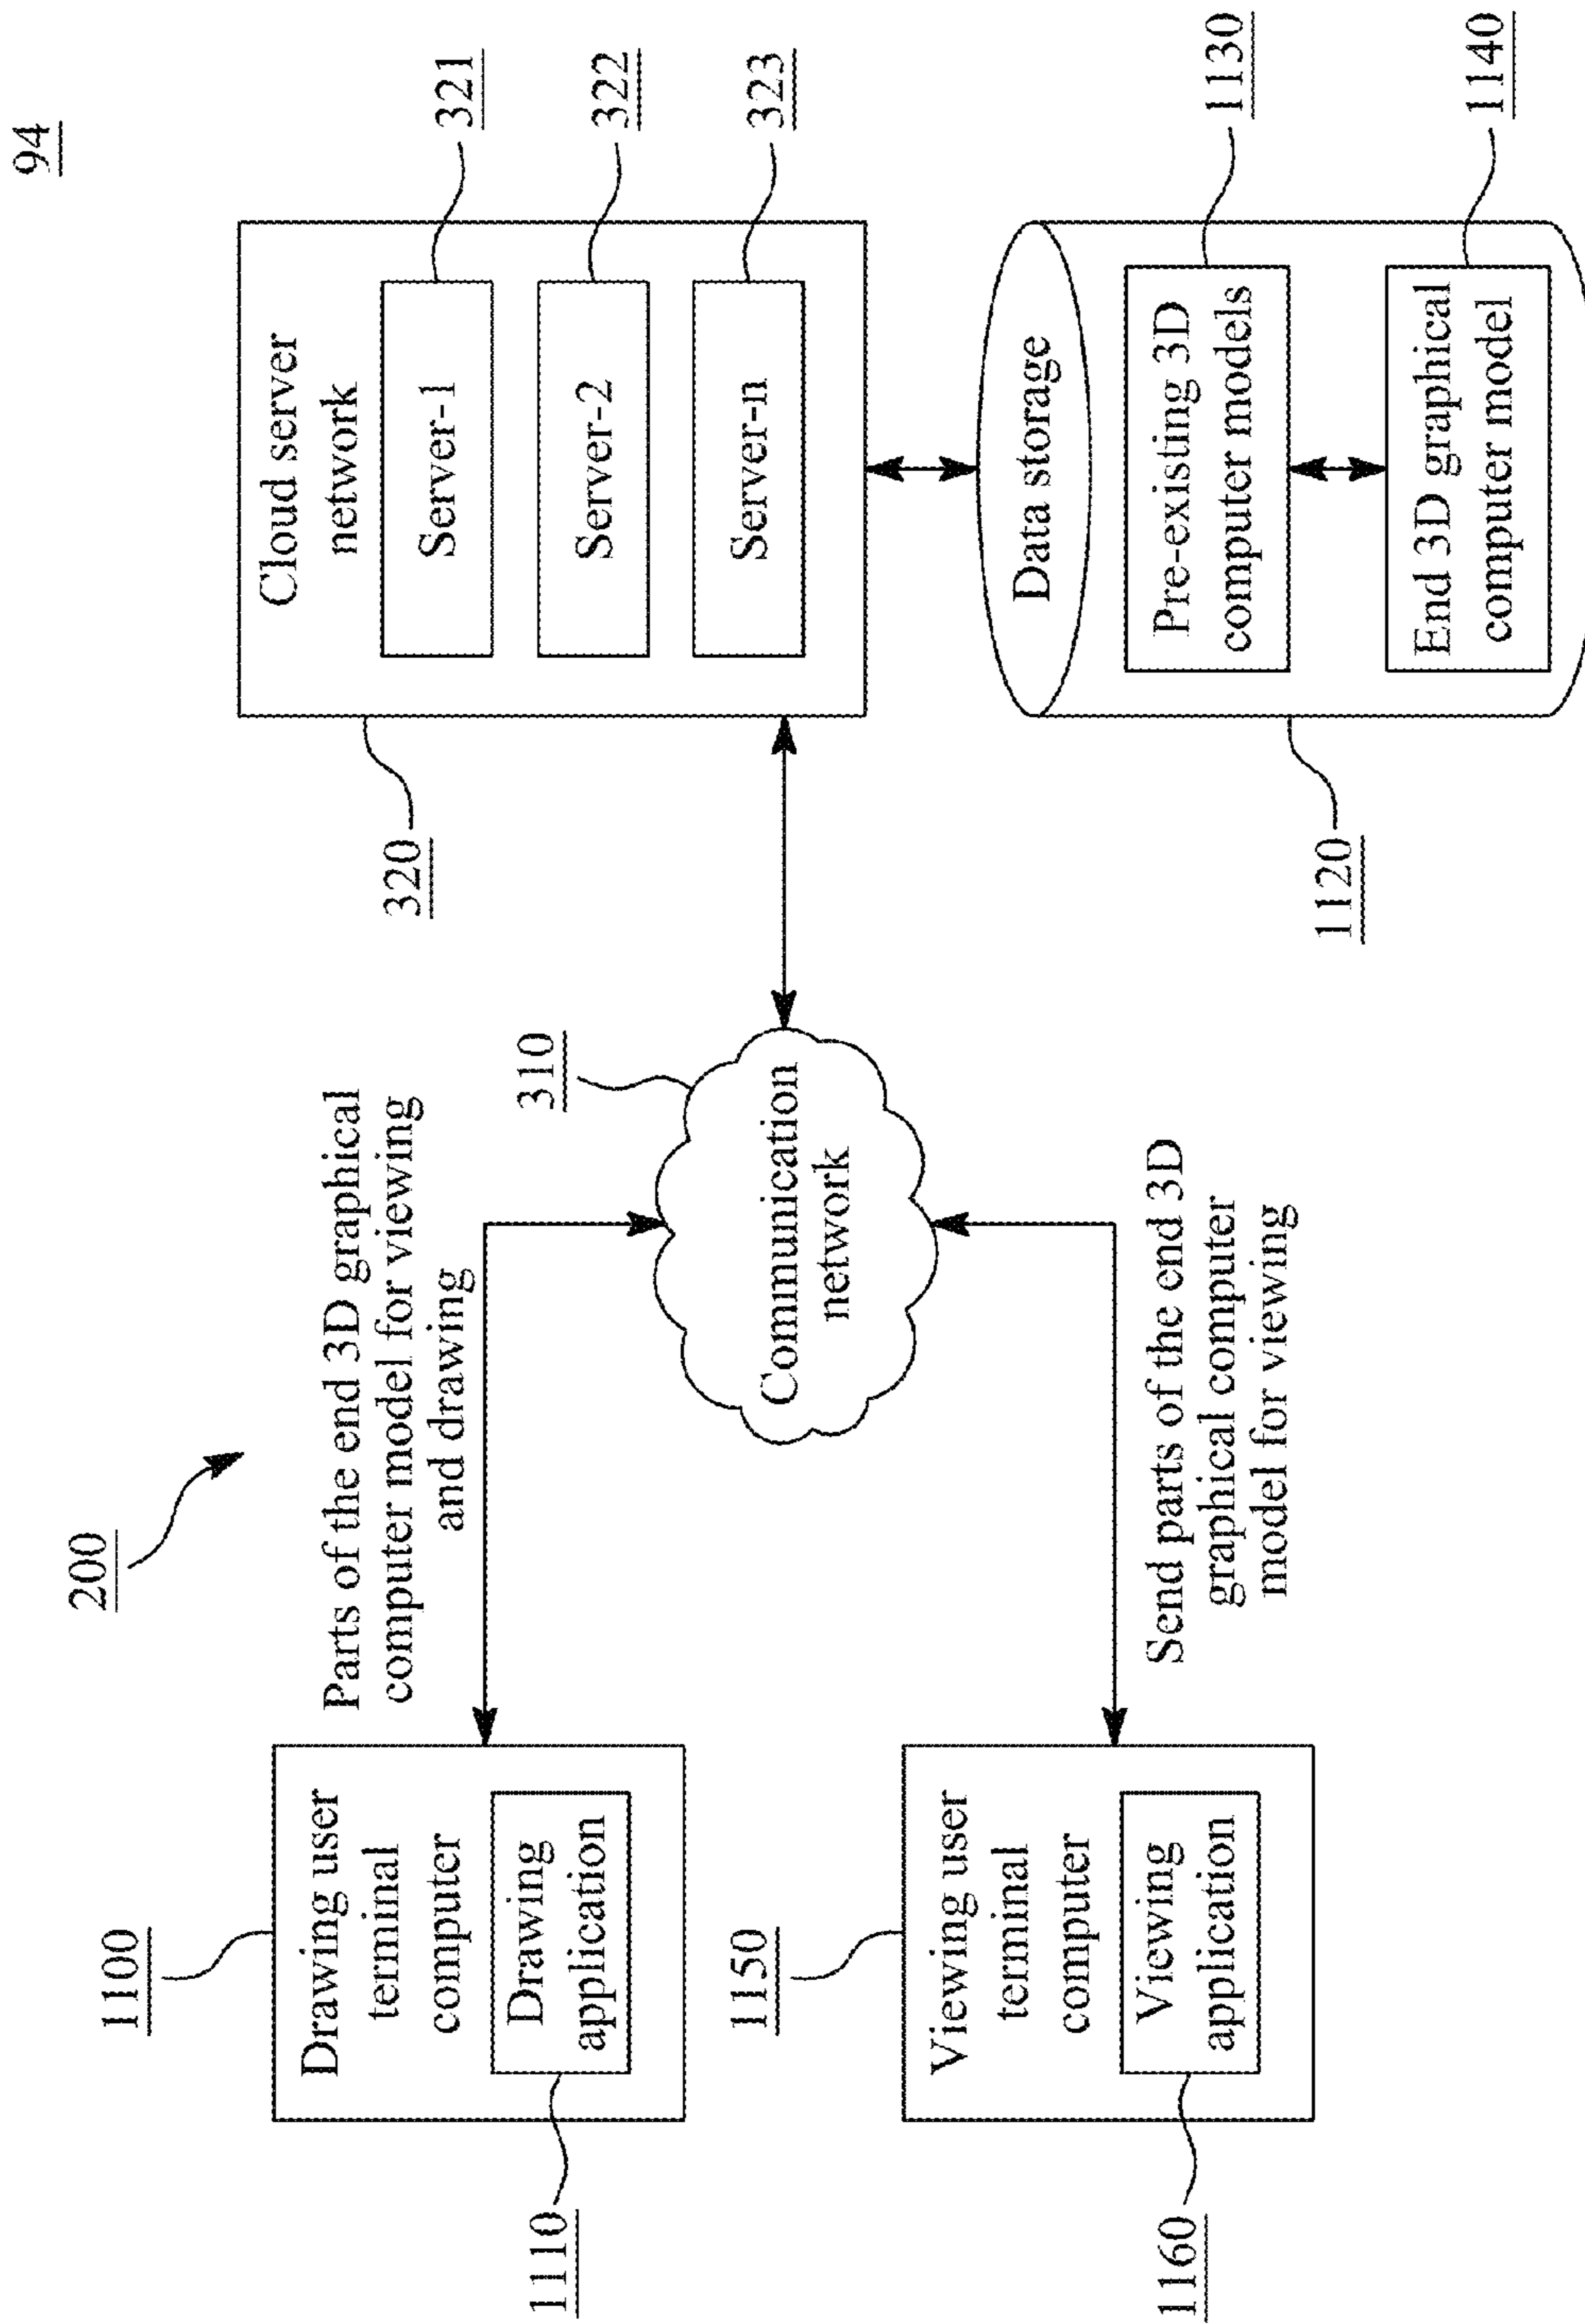 94
200
1100
Drawing user
terminal
computer
Drawing
application
1110
Parts of the end 3D graphical
computer model for viewing
and drawing
310
Communication
network
320
Cloud server
network
Server-1
321
Server-2
322
Server-n
323
1150
Viewing user
terminal
computer
Viewing
application
1160
Send parts of the end 3D
graphical computer
model for viewing
1120
Data storage
Pre-existing 3D
computer models
1130
End 3D graphical
computer model
1140